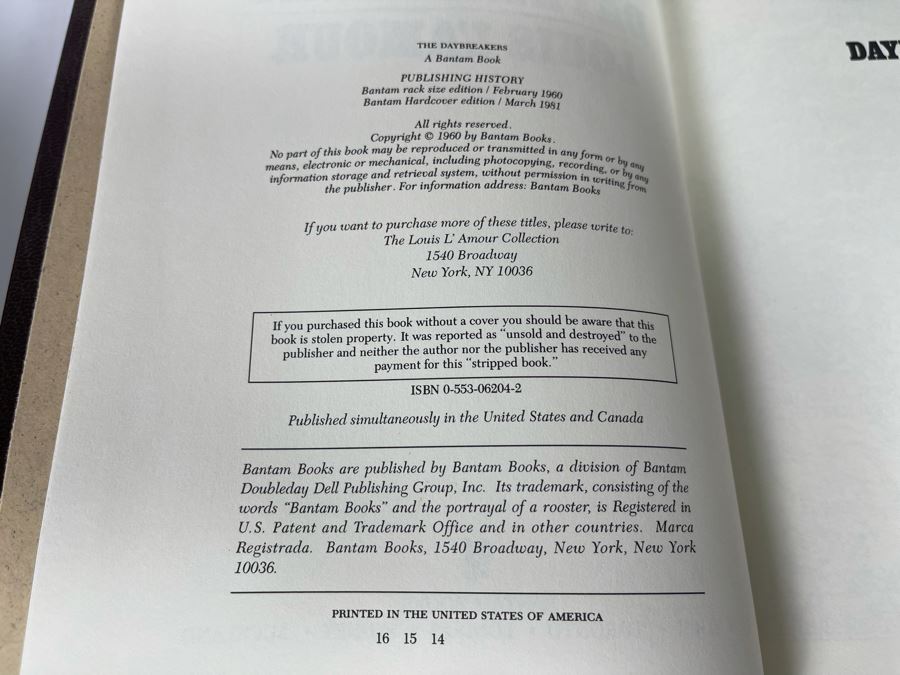 THE DAYBREAKERS
A Bantam Book
PUBLISHING HISTORY
Bantam rack size edition / February 1960
Bantam Hardcover edition / March 1981
All rights reserved.
Copyright © 1960 by Bantam Books.
No part of this book may be reproduced or transmitted in any form or by any
means, electronic or mechanical, including photocopying, recording, or by any
information storage and retrieval system, without permission in writing from
the publisher. For information address: Bantam Books
If you want to purchase more of these titles, please write to:
The Louis L' Amour Collection
1540 Broadway
New York, NY 10036
If you purchased this book without a cover you should be aware that this
book is stolen property. It was reported as "unsold and destroyed" to the
publisher and neither the author nor the publisher has received any
payment for this "stripped book."
ISBN 0-553-06204-2
Published simultaneously in the United States and Canada
Bantam Books are published by Bantam Books, a division of Bantam
Doubleday Dell Publishing Group, Inc. Its trademark, consisting of the
words "Bantam Books" and the portrayal of a rooster, is Registered in
U.S. Patent and Trademark Office and in other countries. Marca
Registrada. Bantam Books, 1540 Broadway, New York, New York
10036.
PRINTED IN THE UNITED STATES OF AMERICA
16 15 14
DAY